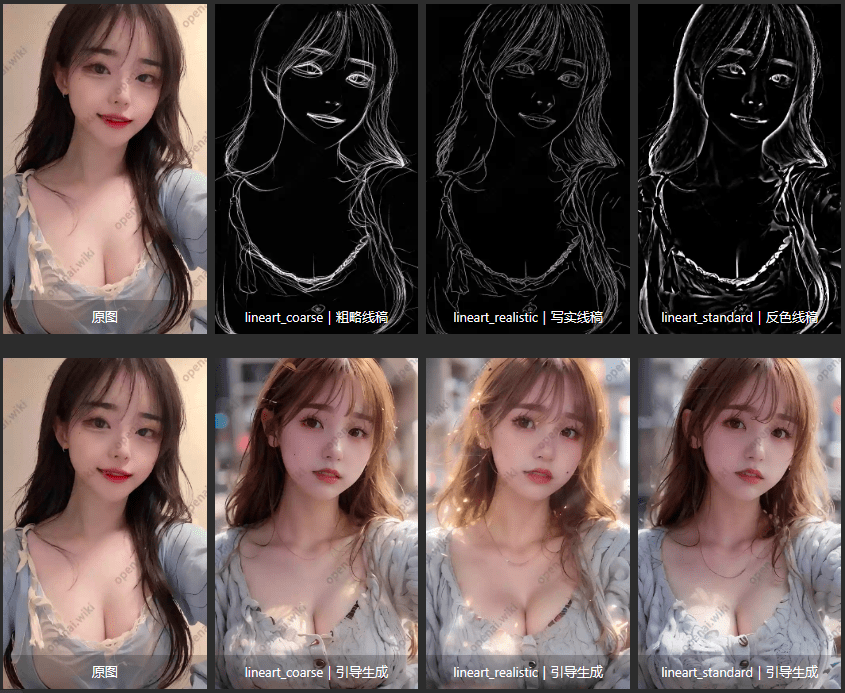 原图
lineart_coarse | 粗略线稿
lineart_realistic | 写实线稿
lineart_standard | 反色线稿
原图
lineart_coarse | 引导生成
lineart_realistic | 引导生成
lineart_standard | 引导生成